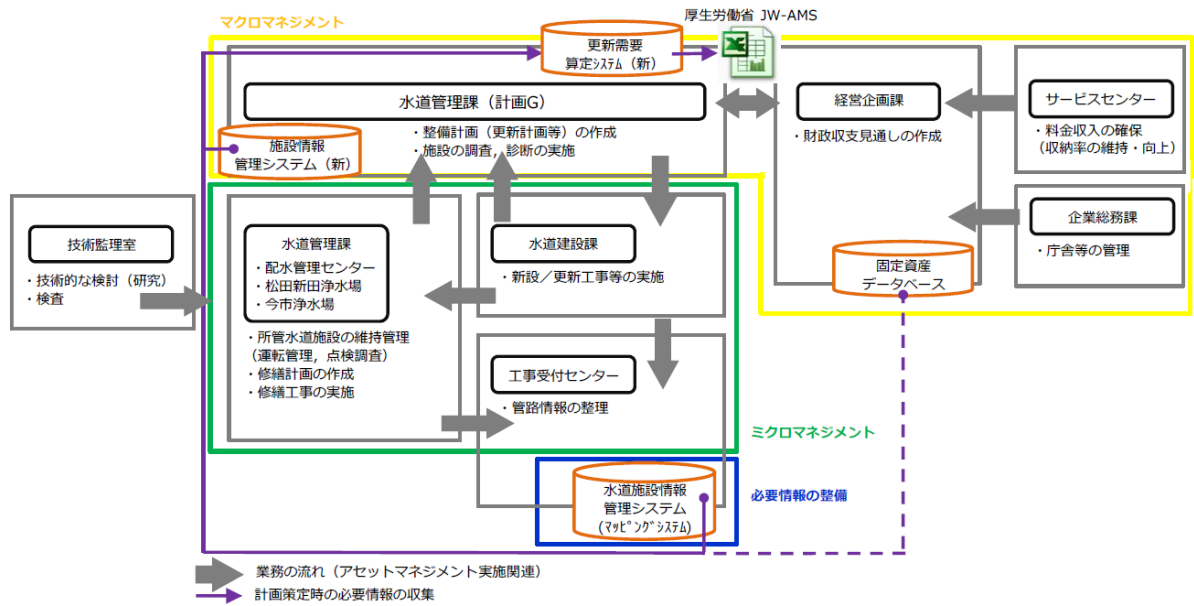 厚生労働省 JW-AMS
マクロマネジメント
更新需要
算定ｼｽﾃﾑ（新）
水道管理課（計画G）
・整備計画（更新計画等）の作成
・施設の調査，診断の実施
施設情報
管理システム（新）
経営企画課
・財政収支見通しの作成
サービスセンター
・料金収入の確保
（収納率の維持・向上）
企業総務課
・庁舎等の管理
固定資産
データベース
技術監理室
・技術的な検討（研究）
・検査
水道管理課
・配水管理センター
・松田新田浄水場
・今市浄水場
・所管水道施設の維持管理
（運転管理，点検調査）
・修繕計画の作成
・修繕工事の実施
水道建設課
・新設／更新工事等の実施
工事受付センター
・管路情報の整理
ミクロマネジメント
水道施設情報
管理システム
(ﾏｯﾋﾟﾝｸﾞｼｽﾃﾑ)
必要情報の整備
業務の流れ（アセットマネジメント実施関連）
計画策定時の必要情報の収集